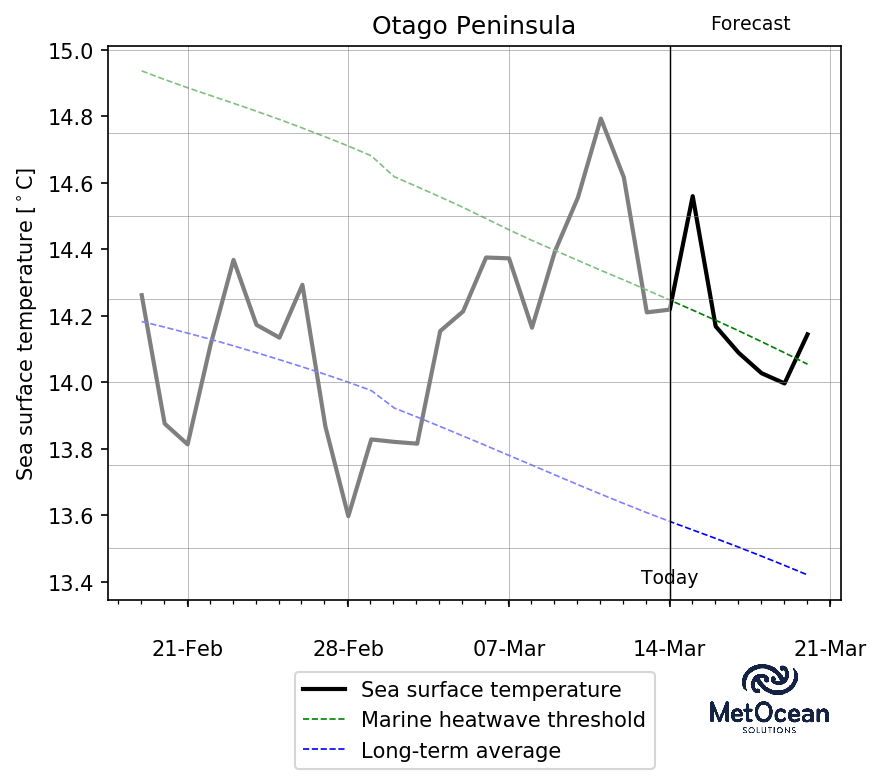 Otago Peninsula
Forecast
Sea surface temperature [°C]
15.0
14.8
14.6
14.4
14.2
14.0
13.8
13.6
13.4
Today
21-Feb
28-Feb
07-Mar
14-Mar
21-Mar
Sea surface temperature
Marine heatwave threshold
Long-term average
MetOcean
SOLUTIONS